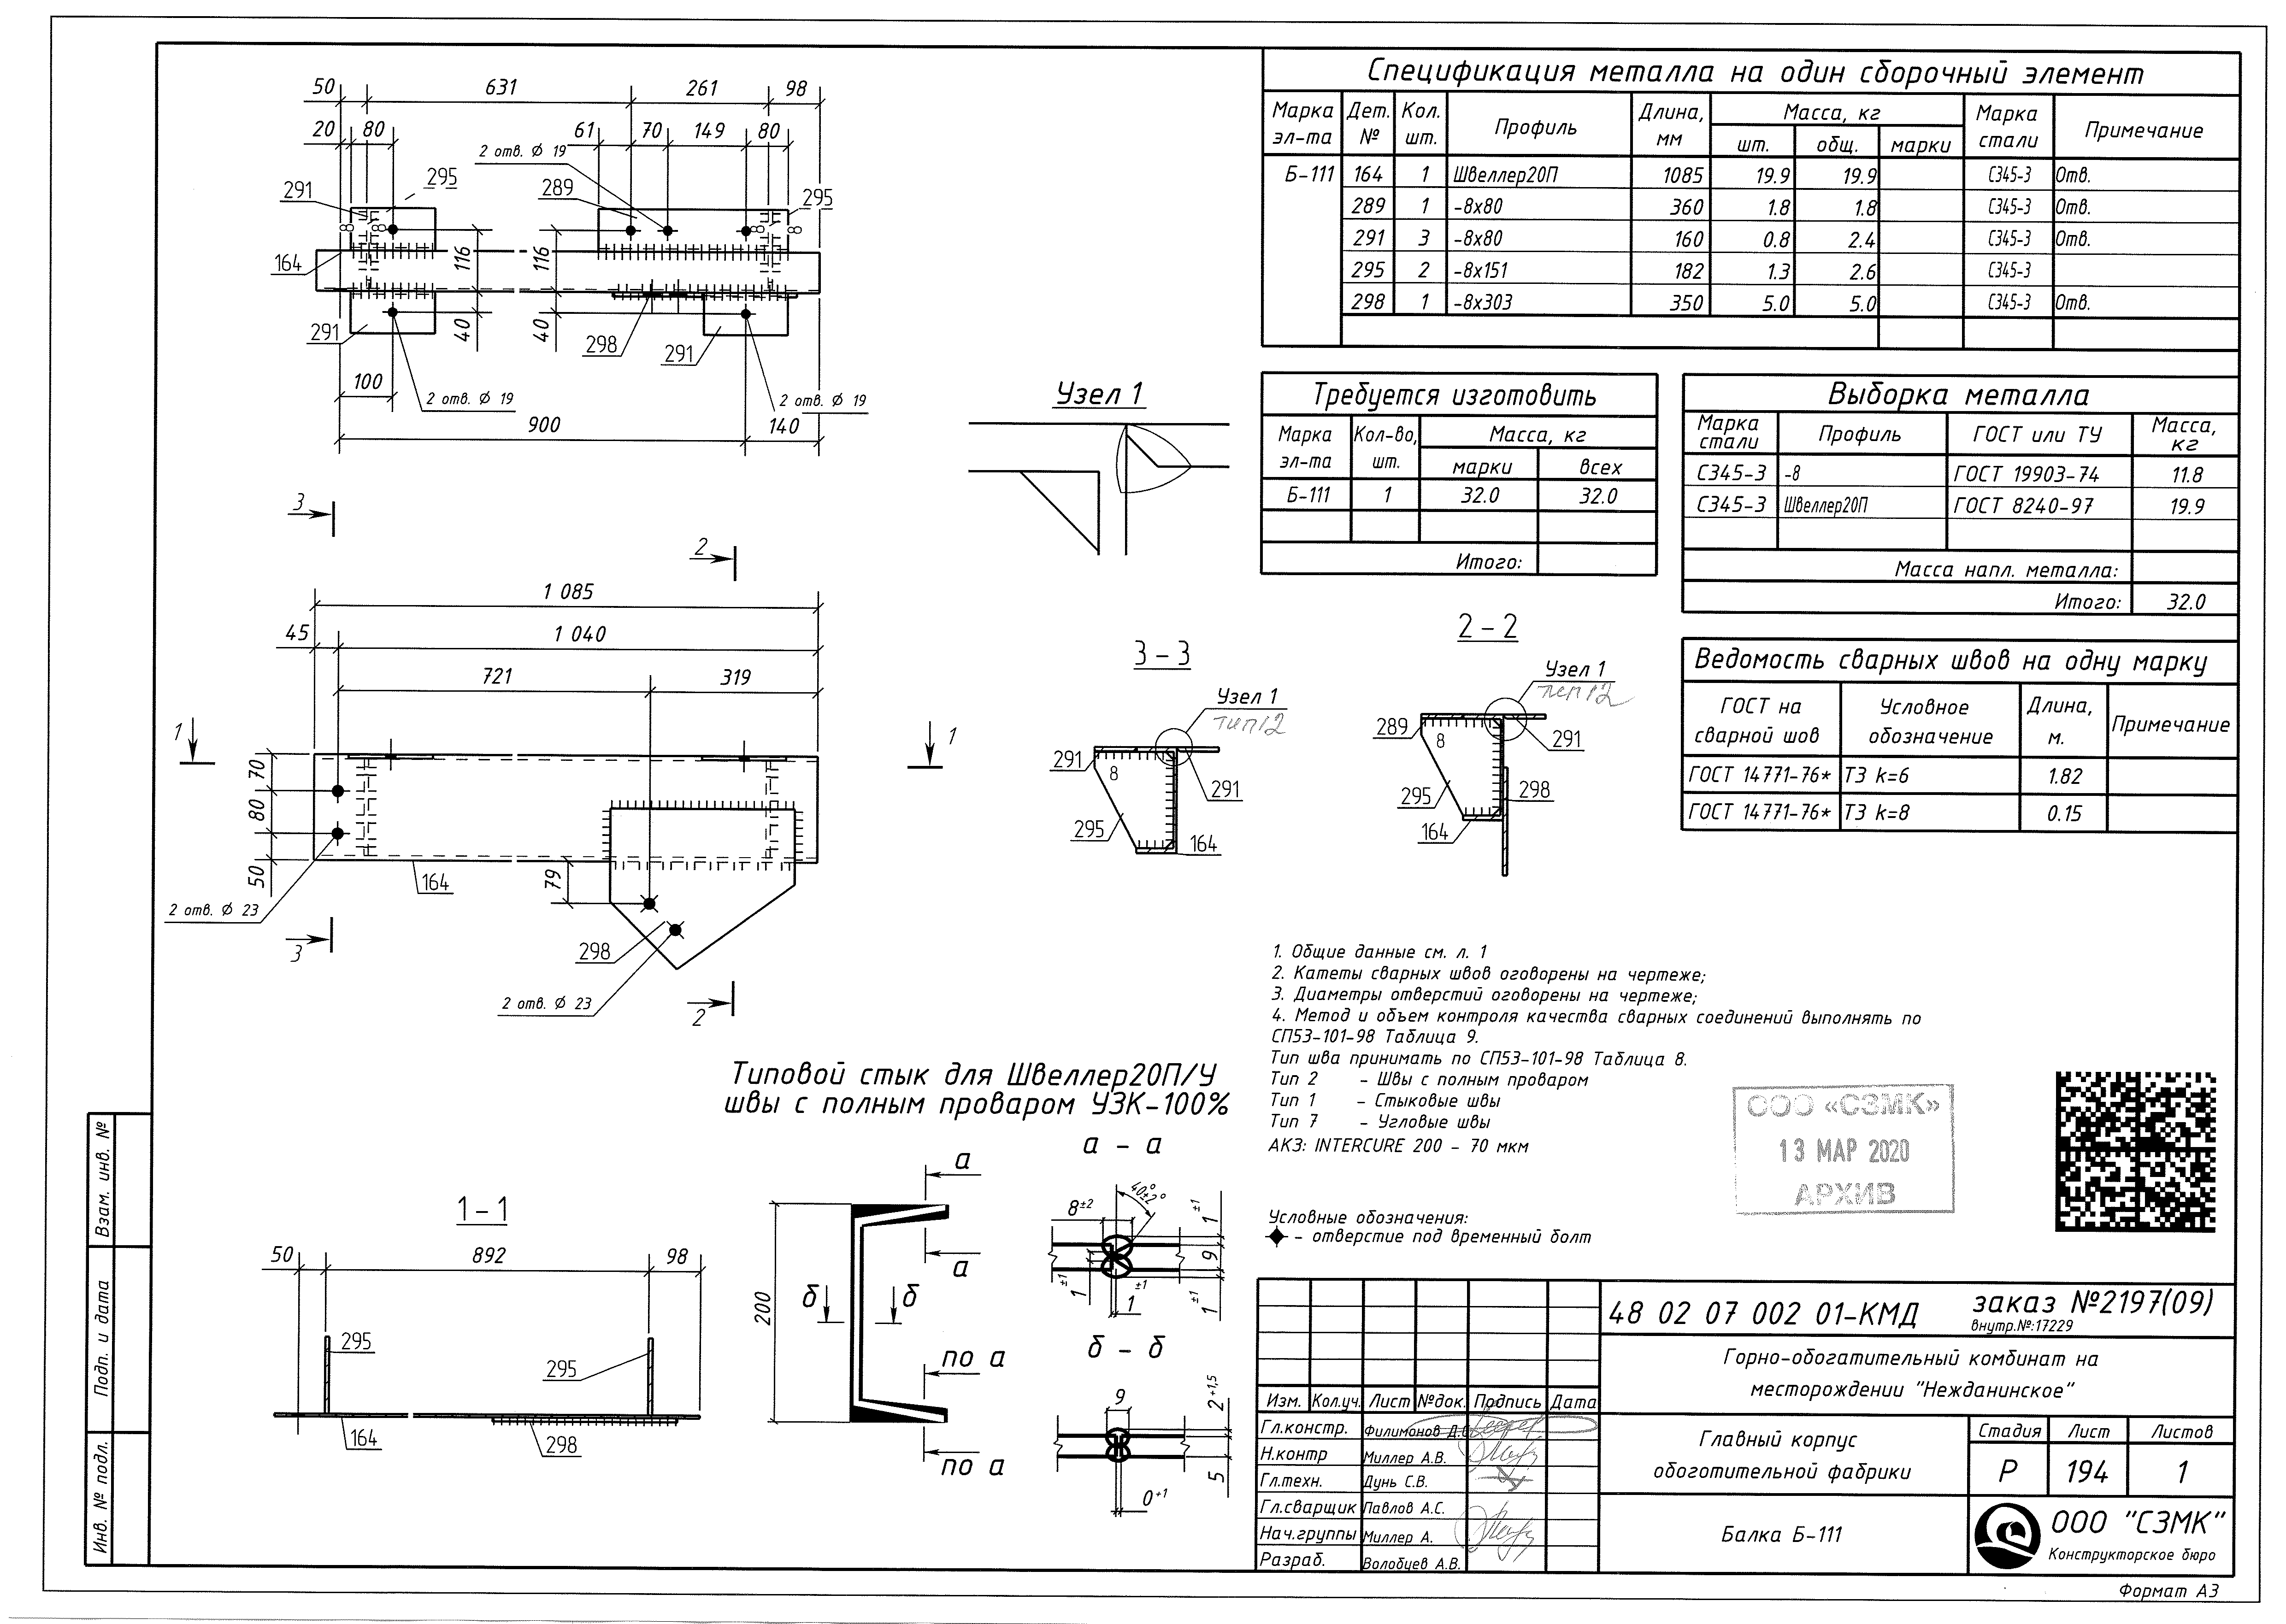 50 631 261 98
20 80 61 70 149 80
2 отв. Ø 19
291 295 289 295
8 8 8 8
164 116 116
40 40
291 298 291
100
2 отв. Ø 19 2 отв. Ø 19
900 140
Узел 1
3 2
1 085
45 1 040
721 319
1 1
70
80
50
79
164
2 отв. Ø 23
298
3
2 отв. Ø 23
2
3 - 3
Узел 1
тип12
291
8
291
295
164
2 - 2
Узел 1
тип12
289
8
291
295
298
164
1 - 1
50 892 98
295 295
164 298
Типовой стык для Швеллер20П/У
швы с полным проваром УЗК-100%
а - а
а
а
200
б б
по а
по а
8±2
40°±2°
1±1
9
1±1
1±1
1±1
б - б
9
2+1,5
5
0+1
Спецификация металла на один сборочный элемент
Марка эл-та Дет. № Кол. шт. Профиль Длина, мм Масса, кг Марка стали Примечание
шт. общ. марки
Б-111 164 1 Швеллер20П 1085 19.9 19.9 С345-3 Отв.
289 1 -8х80 360 1.8 1.8 С345-3 Отв.
291 3 -8х80 160 0.8 2.4 С345-3 Отв.
295 2 -8х151 182 1.3 2.6 С345-3
298 1 -8х303 350 5.0 5.0 С345-3 Отв.
Требуется изготовить
Марка эл-та Кол-во, шт. Масса, кг
марки всех
Б-111 1 32.0 32.0
Итого:
Выборка металла
Марка стали Профиль ГОСТ или ТУ Масса, кг
С345-3 -8 ГОСТ 19903-74 11.8
С345-3 Швеллер20П ГОСТ 8240-97 19.9
Масса напл. металла:
Итого: 32.0
Ведомость сварных швов на одну марку
ГОСТ на сварной шов Условное обозначение Длина, м. Примечание
ГОСТ 14771-76* Т3 k=6 1.82
ГОСТ 14771-76* Т3 k=8 0.15
1. Общие данные см. л. 1
2. Катеты сварных швов оговорены на чертеже;
3. Диаметры отверстий оговорены на чертеже;
4. Метод и объем контроля качества сварных соединений выполнять по
СП53-101-98 Таблица 9.
Тип шва принимать по СП53-101-98 Таблица 8.
Тип 2 - Швы с полным проваром
Тип 1 - Стыковые швы
Тип 7 - Угловые швы
АКЗ: INTERCURE 200 - 70 мкм
ООО «СЗМК»
13 МАР 2020
АРХИВ
Условные обозначения:
- отверстие под временный болт
48 02 07 002 01-КМД заказ №2197(09)
внутр.№:17229
Горно-обогатительный комбинат на
месторождении "Нежданинское"
Изм. Кол.уч. Лист №док. Подпись Дата
Гл.констр. Филимонов Д.С.
Н.контр Миллер А.В.
Гл.техн. Дунь С.В.
Гл.сварщик Павлов А.С.
Нач.группы Миллер А.
Разраб. Волобуев А.В.
Главный корпус
обоготительной фабрики
Стадия Лист Листов
Р 194 1
Балка Б-111
ООО "СЗМК"
Конструкторское бюро
Формат А3
Взам. инв. №
Подп. и дата
Инв. № подл.